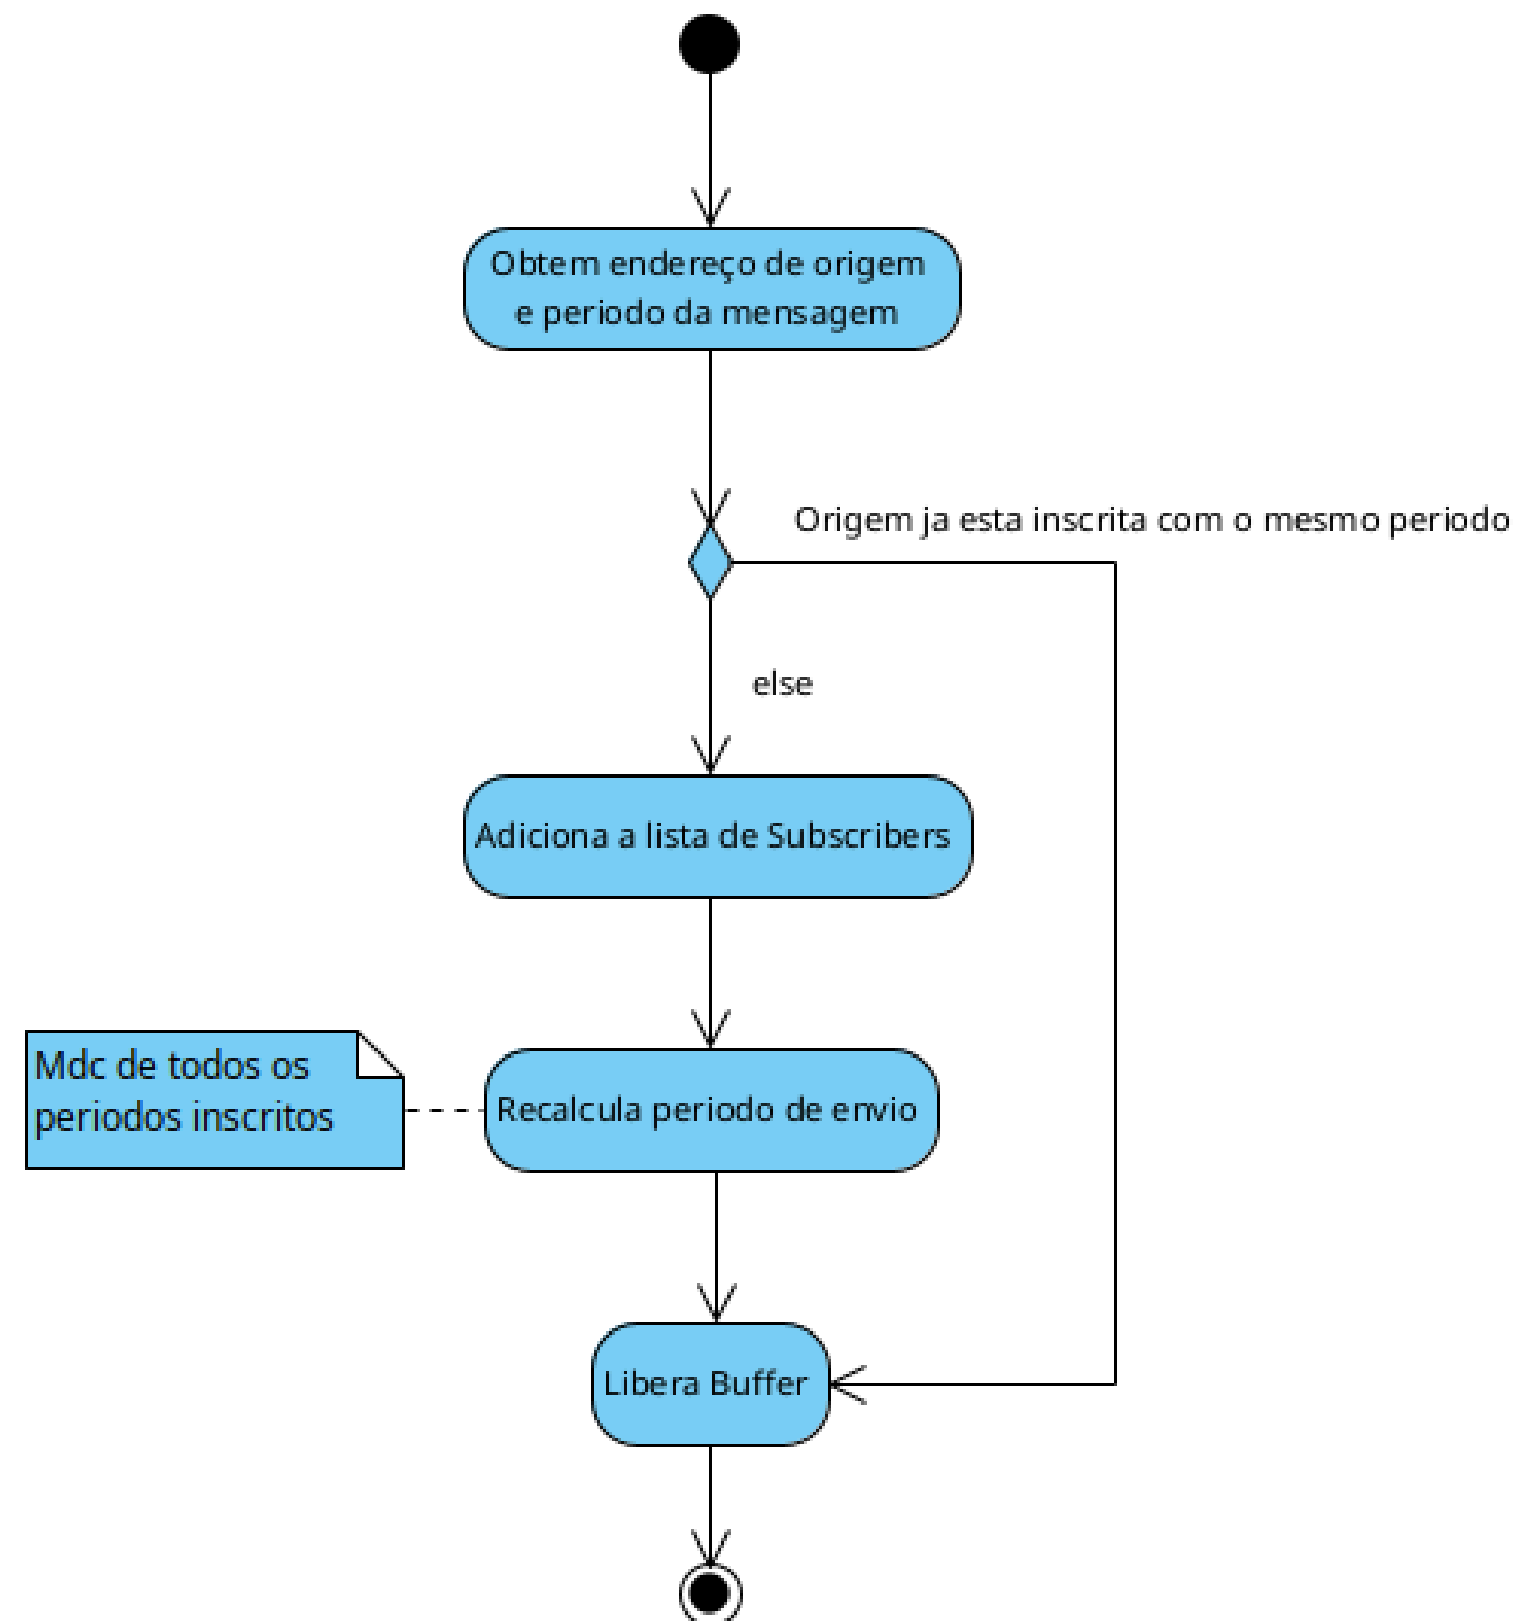 Obtem endereço de origem
e periodo da mensagem
Origem ja esta inscrita com o mesmo periodo
else
Adiciona a lista de Subscribers
Mdc de todos os
periodos inscritos
Recalcula periodo de envio
Libera Buffer